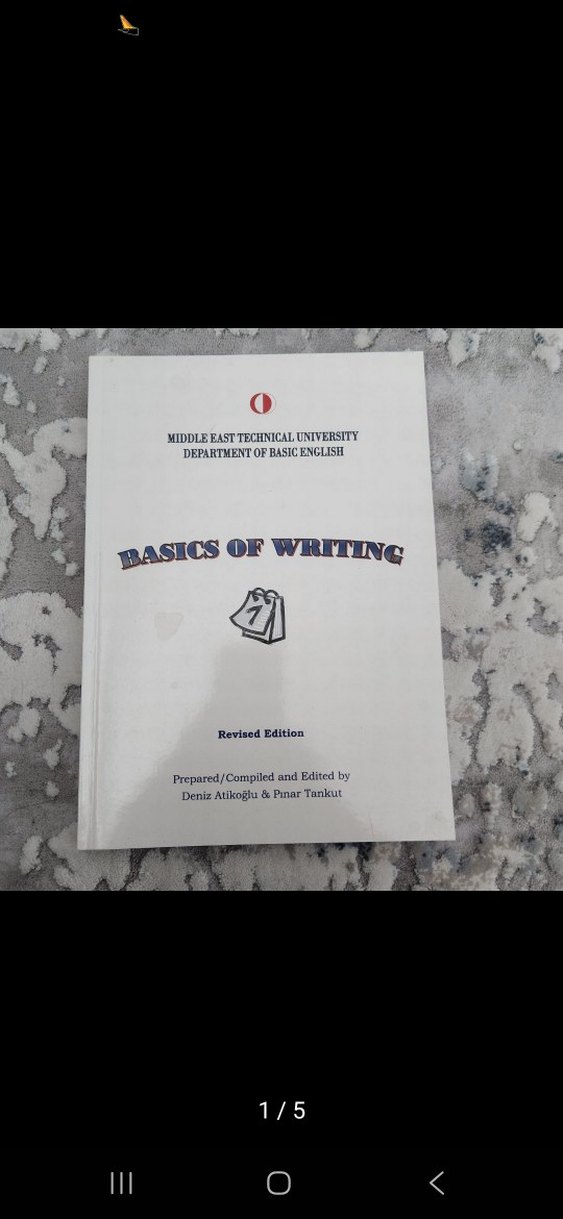 MIDDLE EAST TECHNICAL UNIVERSITY
DEPARTMENT OF BASIC ENGLISH
BASICS OF WRITING
7
Revised Edition
Prepared/Compiled and Edited by
Deniz Atikoğlu & Pınar Tankut
1 / 5